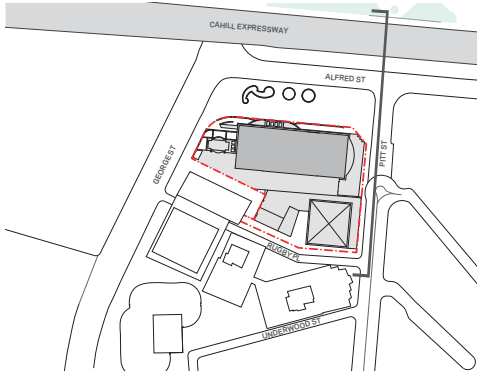 CAHILL EXPRESSWAY
ALFRED ST
GEORGE ST
PITT ST
RUGBY PL
UNDERWOOD ST